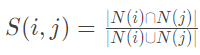 S(i,j) = |N(i)∩N(j)| / |N(i)∪N(j)|